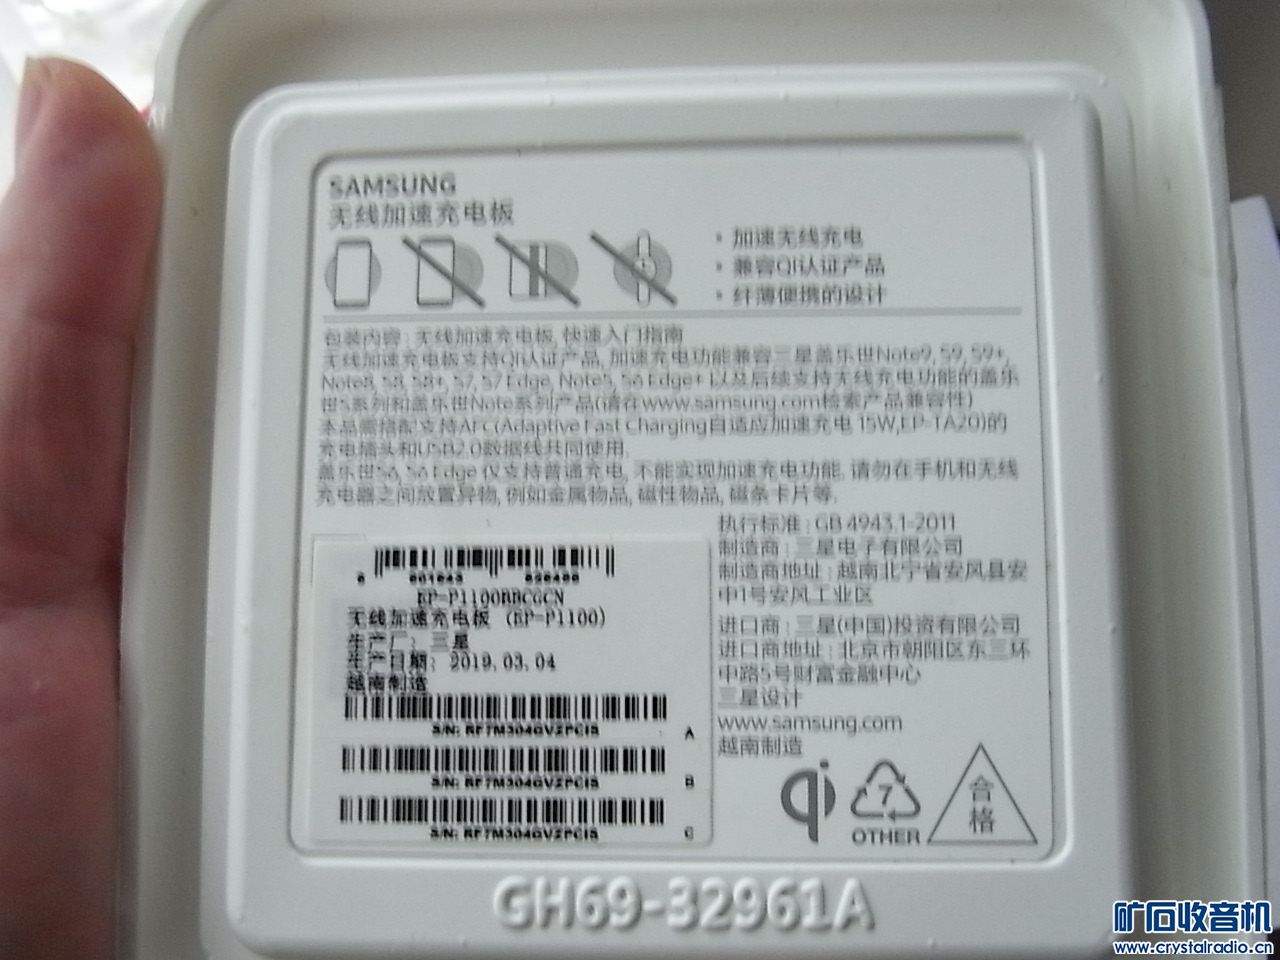 SAMSUNG
无线加速充电板
· 加速无线充电
· 兼容QI认证产品
· 纤薄便携的设计
包装内容 : 无线加速充电板, 快速入门指南
无线加速充电板支持QI认证产品, 加速充电功能兼容三星盖乐世Note9, S9, S9+,
Note8, S8, S8+, S7, S7 Edge, Note5, S6 Edge+ 以及后续支持无线充电功能的盖乐
世S系列和盖乐世Note系列产品(请在www.samsung.com检索产品兼容性)
本品需搭配支持AFC(Adaptive Fast Charging自适应加速充电 15W,EP-TA20)的
充电插头和USB2.0数据线共同使用.
盖乐世S6, S6 Edge 仅支持普通充电, 不能实现加速充电功能. 请勿在手机和无线
充电器之间放置异物, 例如金属物品, 磁性物品, 磁条卡片等.
EP-P1100BBCGCN
无线加速充电板 (EP-P1100)
生产厂: 三星
生产日期: 2019.03.04
越南制造
S/N: RF7M304GVZPCIS
A
S/N: RF7M304GVZPCIS
B
S/N: RF7M304GVZPCIS
C
执行标准 : GB 4943.1-2011
制造商 : 三星电子有限公司
制造商地址 : 越南北宁省安风县安
中1号安风工业区
进口商 : 三星(中国)投资有限公司
进口商地址 : 北京市朝阳区东三环
中路5号财富金融中心
三星设计
www.samsung.com
越南制造
qi
7
OTHER
合格
GH69-32961A
矿石收音机
www.crystalradio.cn